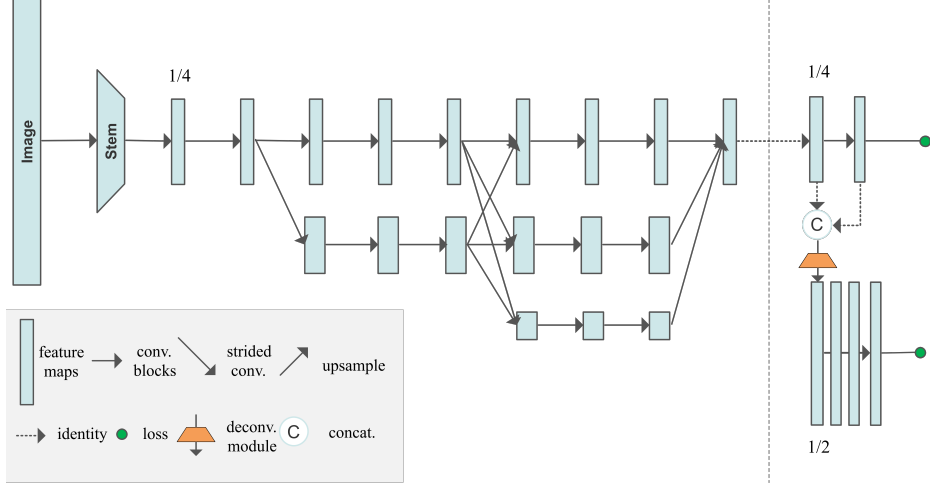 Image
Stem
1/4
1/4
C
1/2
feature
maps
conv.
blocks
strided
conv.
upsample
identity
loss
deconv.
module
C
concat.